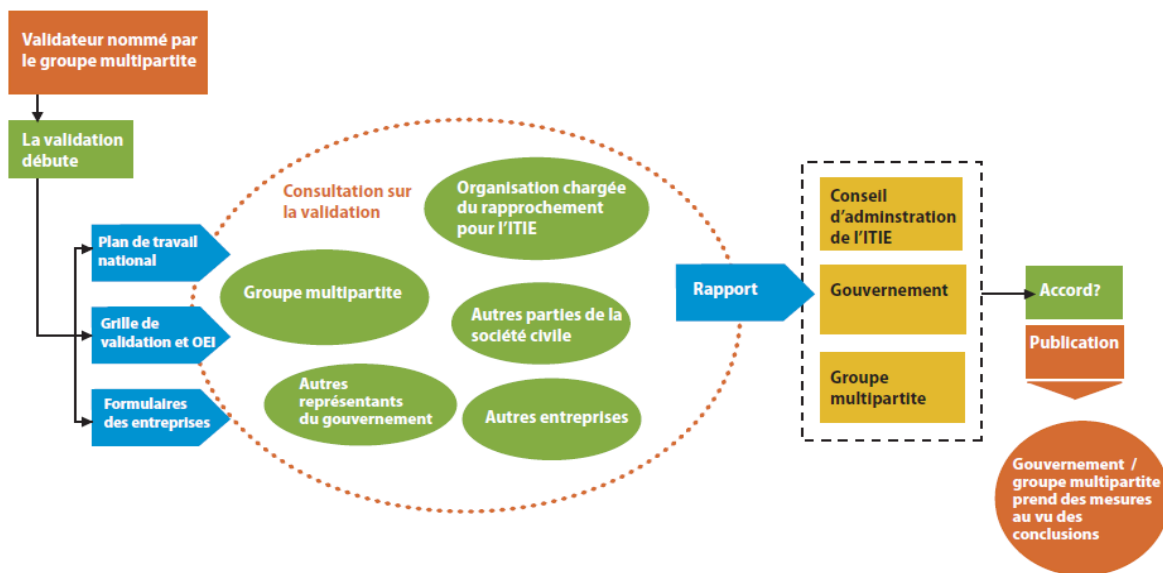 Validateur nommé par
le groupe multipartite
La validation
débute
Plan de travail
national
Grille de
validation et OEI
Formulaires
des entreprises
Consultation sur
la validation
Organisation chargée
du rapprochement
pour l'ITIE
Groupe multipartite
Autres parties de la
société civile
Autres
représentants
du gouvernement
Autres entreprises
Rapport
Conseil
d'adminstration
de l'ITIE
Gouvernement
Groupe
multipartite
Accord?
Publication
Gouvernement /
groupe multipartite
prend des mesures
au vu des
conclusions